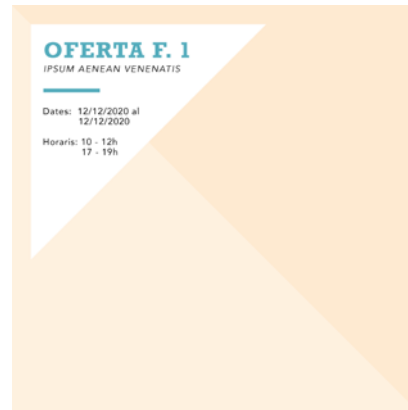 OFERTA F. 1
IPSUM AENEAN VENENATIS
Dates: 12/12/2020 al
12/12/2020
Horaris: 10 - 12h
17 - 19h